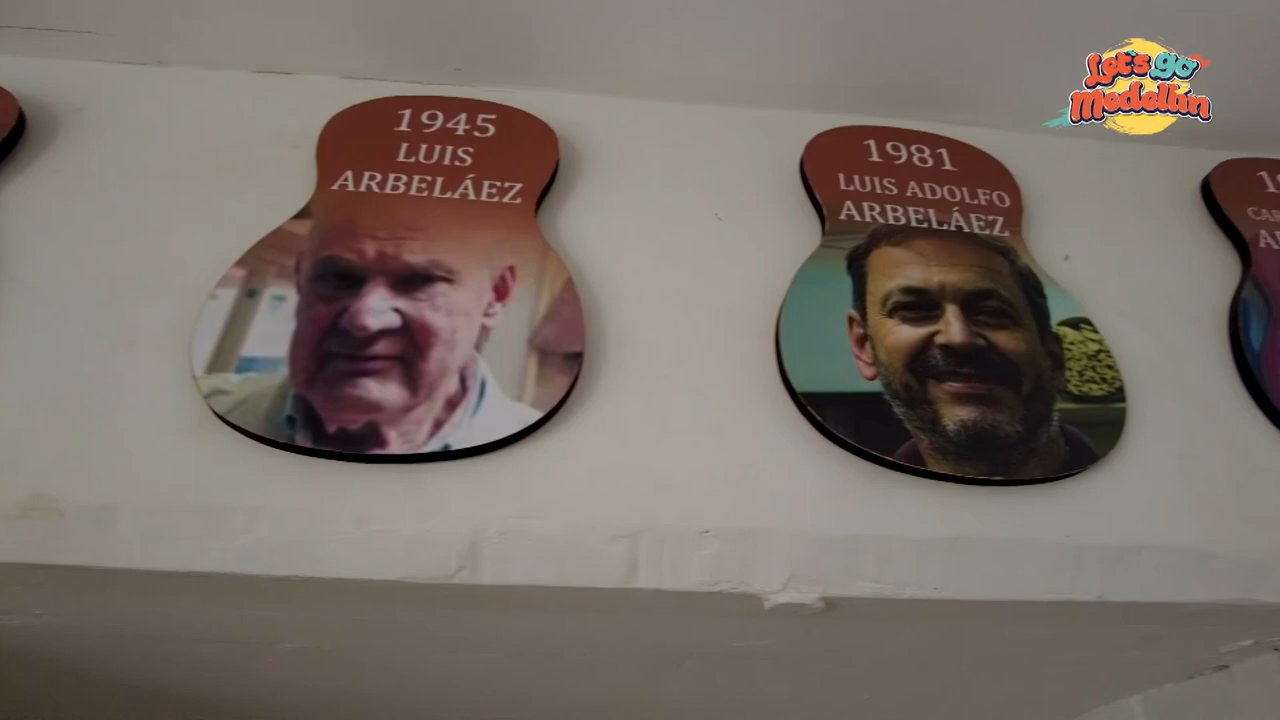 1945
LUIS
ARBELÁEZ
1981
LUIS ADOLFO
ARBELÁEZ
Let's go
Medellín